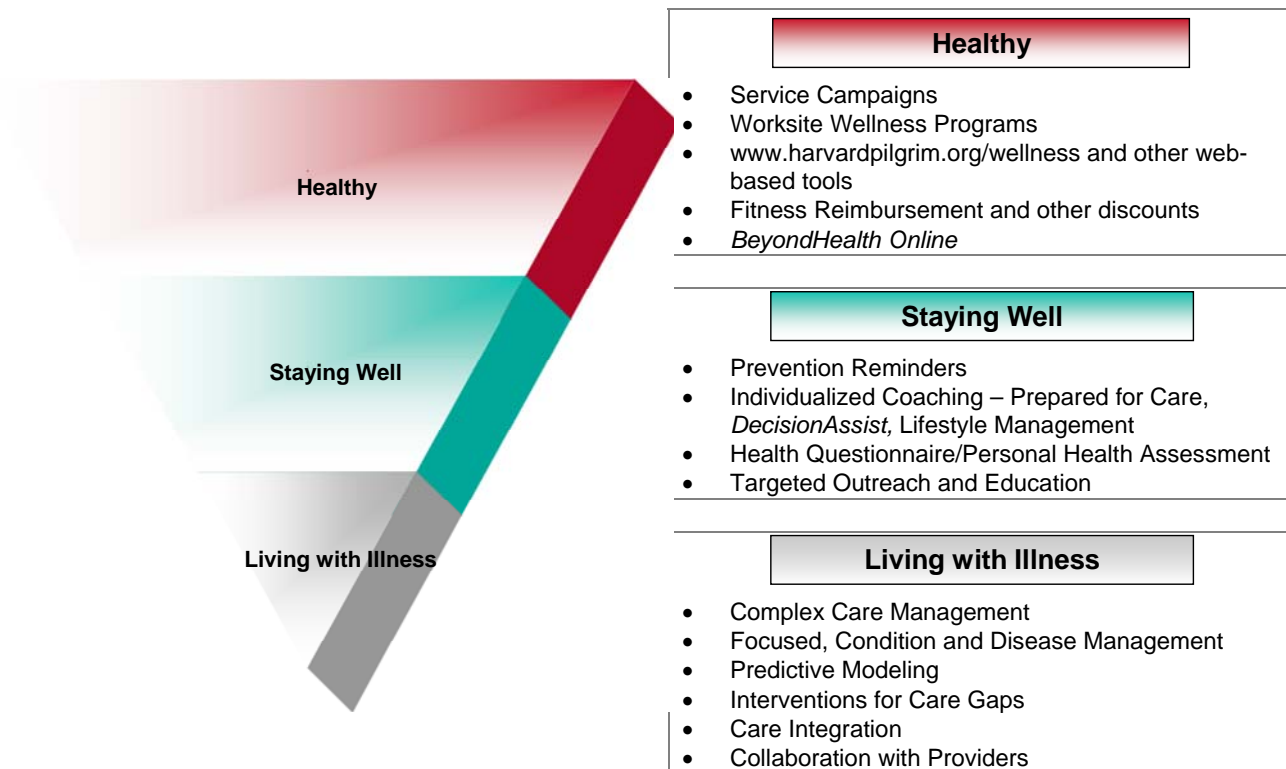 Healthy
Staying Well
Living with Illness
Healthy
• Service Campaigns
• Worksite Wellness Programs
• www.harvardpilgrim.org/wellness and other web-
based tools
• Fitness Reimbursement and other discounts
• BeyondHealth Online
Staying Well
• Prevention Reminders
• Individualized Coaching – Prepared for Care,
DecisionAssist, Lifestyle Management
• Health Questionnaire/Personal Health Assessment
• Targeted Outreach and Education
Living with Illness
• Complex Care Management
• Focused, Condition and Disease Management
• Predictive Modeling
• Interventions for Care Gaps
• Care Integration
• Collaboration with Providers